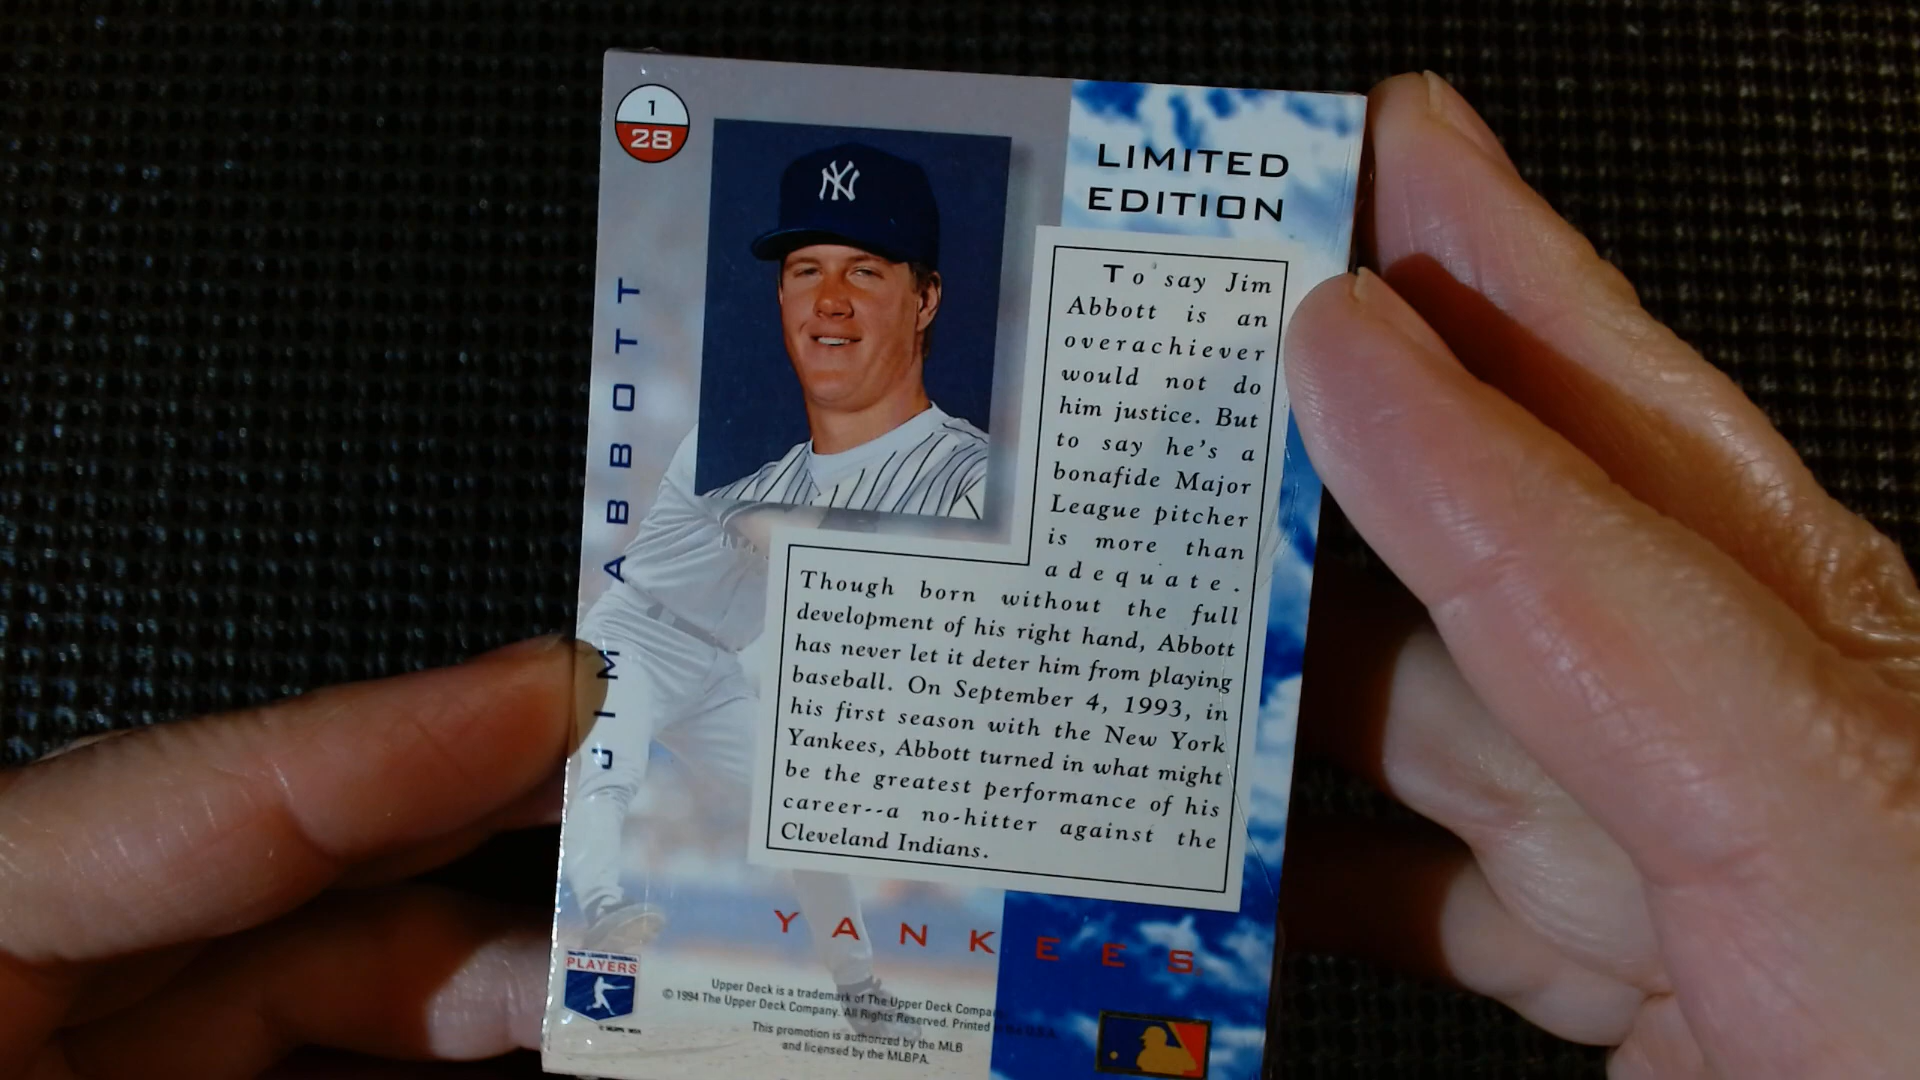 1
28
NY
LIMITED
EDITION
JIM ABBOTT
To say Jim
Abbott is an
overachiever
would not do
him justice. But
to say he's a
bonafide Major
League pitcher
is more than
adequate.
Though born without the full
development of his right hand, Abbott
has never let it deter him from playing
baseball. On September 4, 1993, in
his first season with the New York
Yankees, Abbott turned in what might
be the greatest performance of his
career--a no-hitter against the
Cleveland Indians.
YANKEES
MAJOR LEAGUE BASEBALL
PLAYERS
Upper Deck is a trademark of The Upper Deck
© 1994 The Upper Deck Company. All Rights Reserved. Printed
This promotion is authorized by the MLB
and licensed by the MLBPA.